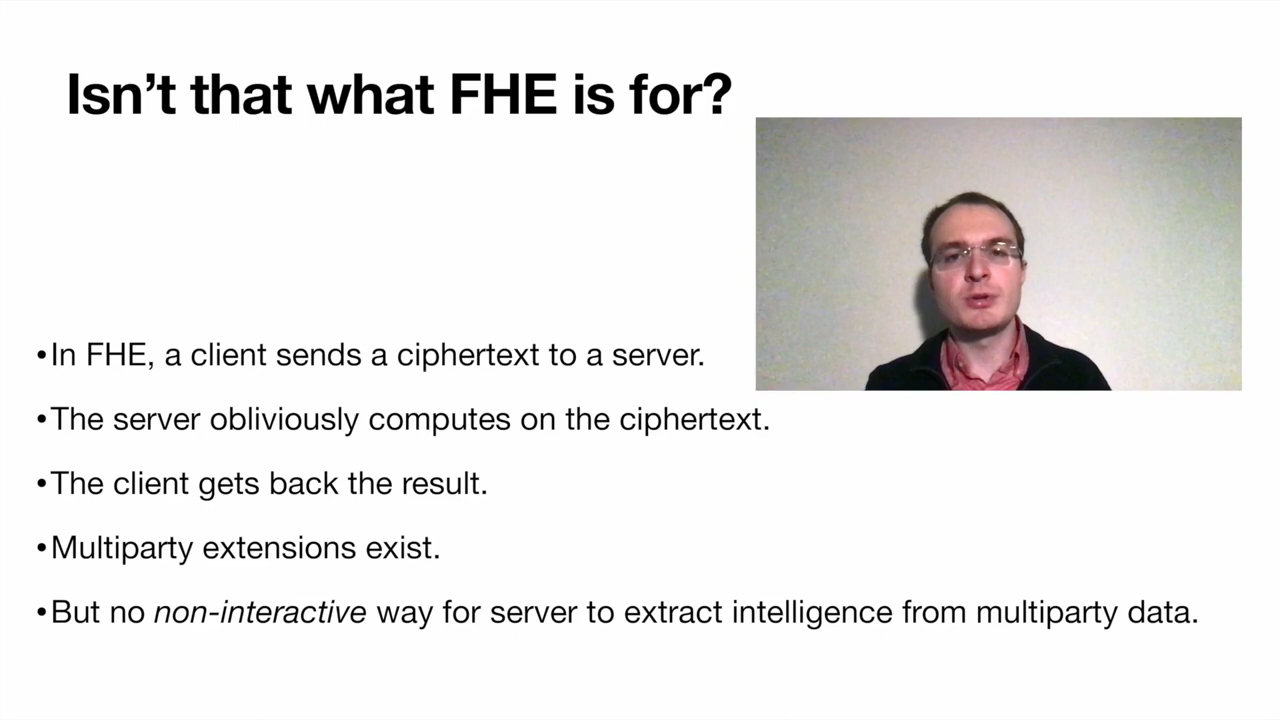 Isn’t that what FHE is for?
•In FHE, a client sends a ciphertext to a server.
•The server obliviously computes on the ciphertext.
•The client gets back the result.
•Multiparty extensions exist.
•But no non-interactive way for server to extract intelligence from multiparty data.